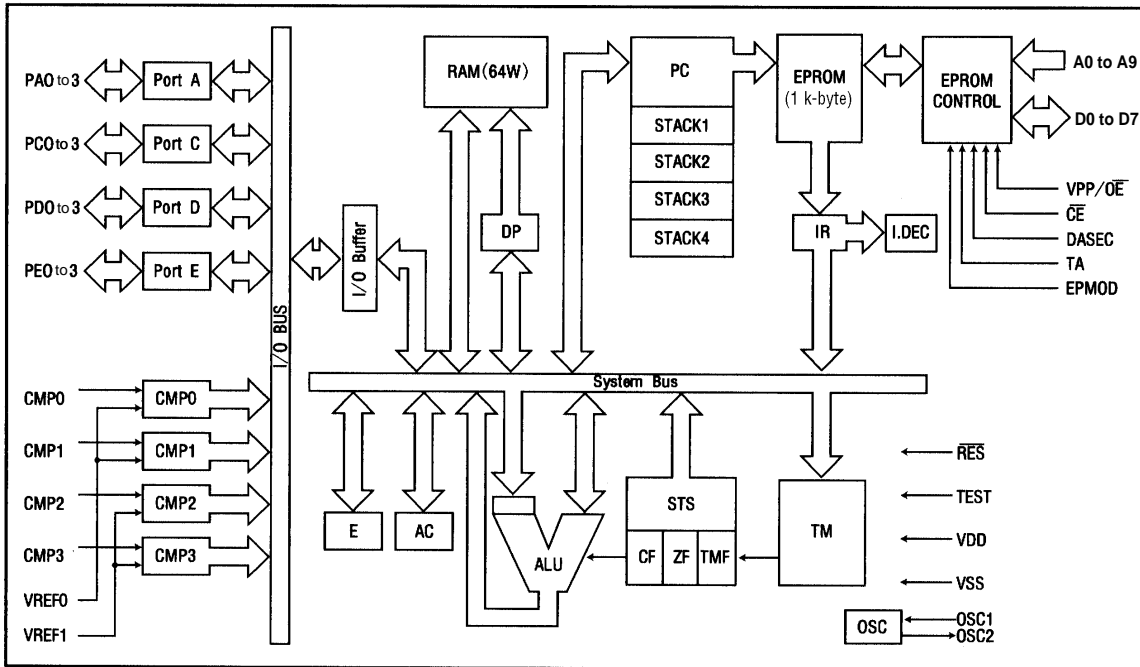 PA0 to 3
Port A
PC0 to 3
Port C
PD0 to 3
Port D
PE0 to 3
Port E
I/O BUS
I/O Buffer
RAM(64W)
DP
PC
STACK1
STACK2
STACK3
STACK4
EPROM
(1 k-byte)
EPROM
CONTROL
A0 to A9
D0 to D7
VPP/O̅E̅
C̅E̅
DASEC
TA
EPMOD
IR
I.DEC
System Bus
CMP0
CMP0
CMP1
CMP1
CMP2
CMP2
CMP3
CMP3
VREF0
VREF1
E
AC
ALU
STS
CF
ZF
TMF
TM
R̅E̅S̅
TEST
VDD
VSS
OSC
OSC1
OSC2